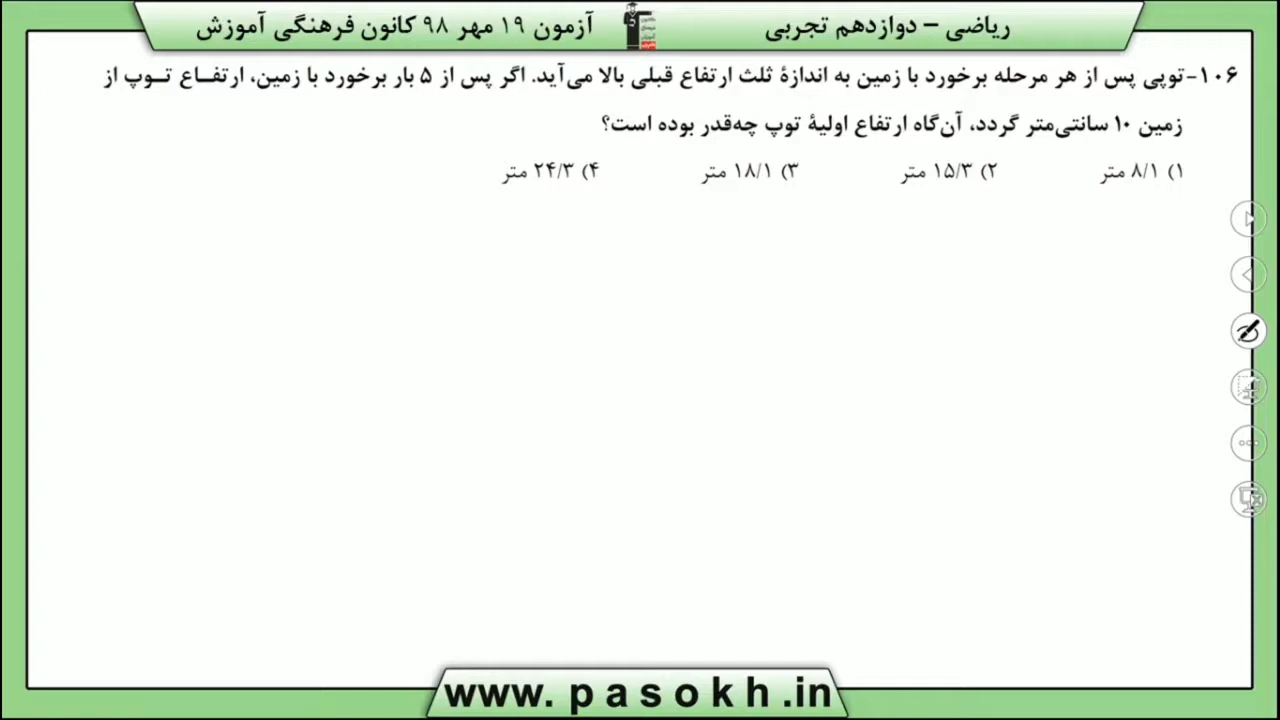 ریاضی – دوازدهم تجربی
آزمون ۱۹ مهر ۹۸ کانون فرهنگی آموزش
۱۰۶- توپی پس از هر مرحله برخورد با زمین به اندازهٔ ثلث ارتفاع قبلی بالا می‌آید. اگر پس از ۵ بار برخورد با زمین، ارتفـاع تـوپ از
زمین ۱۰ سانتی‌متر گردد، آن‌گاه ارتفاع اولیهٔ توپ چه‌قدر بوده است؟
۱) ۸/۱ متر ۲) ۱۵/۳ متر ۳) ۱۸/۱ متر ۴) ۲۴/۳ متر
www. p a s o k h .in